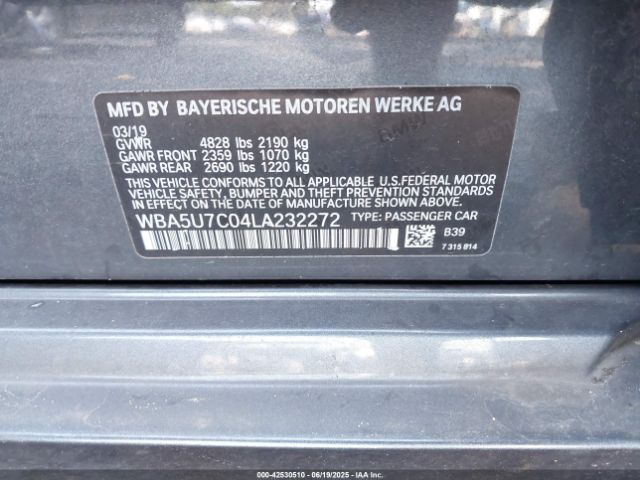 MFD BY BAYERISCHE MOTOREN WERKE AG
03/19
GVWR 4828 lbs 2190 kg
GAWR FRONT 2359 lbs 1070 kg
GAWR REAR 2690 lbs 1220 kg
THIS VEHICLE CONFORMS TO ALL APPLICABLE U.S.FEDERAL MOTOR
VEHICLE SAFETY, BUMPER AND THEFT PREVENTION STANDARDS
IN EFFECT ON THE DATE OF MANUFACTURE SHOWN ABOVE.
WBA5U7C04LA232272 TYPE: PASSENGER CAR
B39
7 315 814
000-42530510 - 06/19/2025 - IAAI.COM